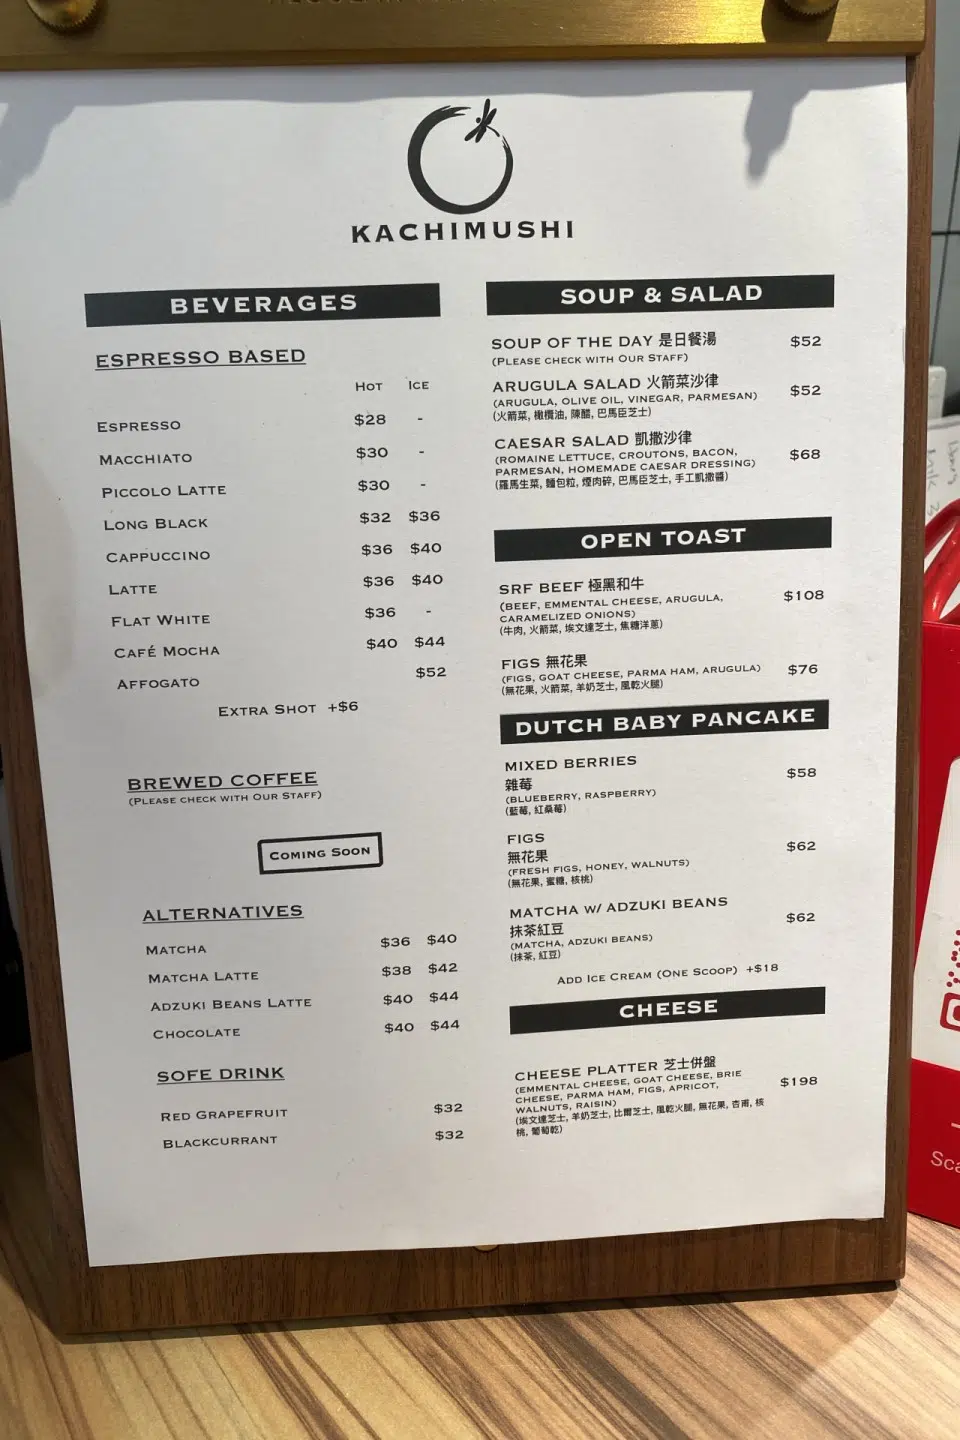 KACHIMUSHI
BEVERAGES
ESPRESSO BASED
HOT ICE
ESPRESSO $28 -
MACCHIATO $30 -
PICCOLO LATTE $30 -
LONG BLACK $32 $36
CAPPUCCINO $36 $40
LATTE $36 $40
FLAT WHITE $36 -
CAFÉ MOCHA $40 $44
AFFOGATO $52
EXTRA SHOT +$6
BREWED COFFEE
(PLEASE CHECK WITH OUR STAFF)
COMING SOON
ALTERNATIVES
MATCHA $36 $40
MATCHA LATTE $38 $42
ADZUKI BEANS LATTE $40 $44
CHOCOLATE $40 $44
SOFE DRINK
RED GRAPEFRUIT $32
BLACKCURRANT $32
SOUP & SALAD
SOUP OF THE DAY 是日餐湯 $52
(PLEASE CHECK WITH OUR STAFF)
ARUGULA SALAD 火箭菜沙律 $52
(ARUGULA, OLIVE OIL, VINEGAR, PARMESAN)
(火箭菜, 橄欖油, 陳醋, 巴馬臣芝士)
CAESAR SALAD 凱撒沙律 $68
(ROMAINE LETTUCE, CROUTONS, BACON,
PARMESAN, HOMEMADE CAESAR DRESSING)
(羅馬生菜, 麵包粒, 煙肉碎, 巴馬臣芝士, 手工凱撒醬)
OPEN TOAST
SRF BEEF 極黑和牛 $108
(BEEF, EMMENTAL CHEESE, ARUGULA,
CARAMELIZED ONIONS)
(牛肉, 火箭菜, 埃文達芝士, 焦糖洋蔥)
FIGS 無花果 $76
(FIGS, GOAT CHEESE, PARMA HAM, ARUGULA)
(無花果, 火箭菜, 羊奶芝士, 風乾火腿)
DUTCH BABY PANCAKE
MIXED BERRIES $58
雜莓
(BLUEBERRY, RASPBERRY)
(藍莓, 紅桑莓)
FIGS $62
無花果
(FRESH FIGS, HONEY, WALNUTS)
(無花果, 蜜糖, 核桃)
MATCHA W/ ADZUKI BEANS $62
抹茶紅豆
(MATCHA, ADZUKI BEANS)
(抹茶, 紅豆)
ADD ICE CREAM (ONE SCOOP) +$18
CHEESE
CHEESE PLATTER 芝士併盤 $198
(EMMENTAL CHEESE, GOAT CHEESE, BRIE
CHEESE, PARMA HAM, FIGS, APRICOT,
WALNUTS, RAISIN)
(埃文達芝士, 羊奶芝士, 比爾芝士, 風乾火腿, 無花果, 杏甫, 核
桃, 葡萄乾)